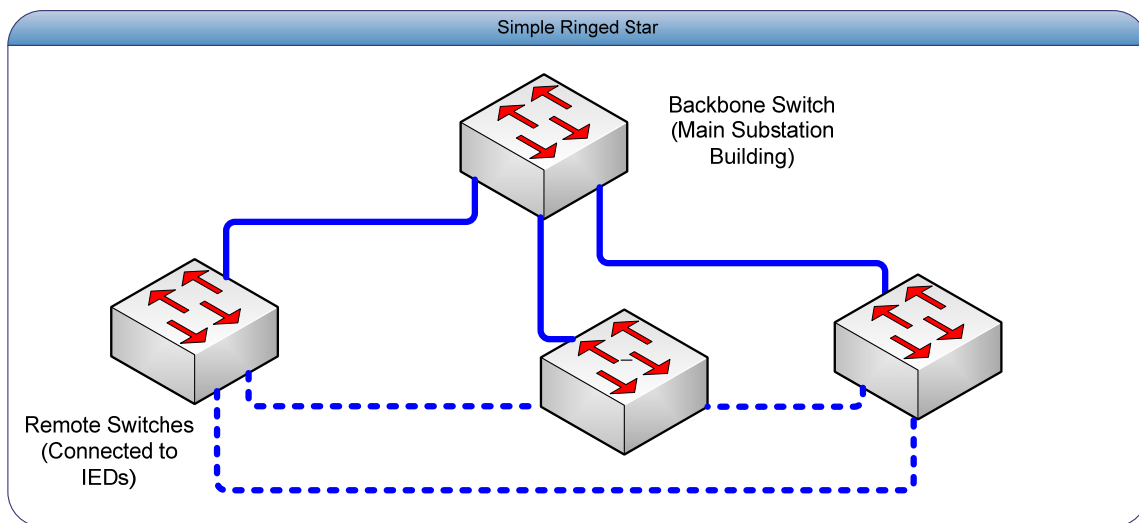 Simple Ringed Star
Backbone Switch
(Main Substation
Building)
Remote Switches
(Connected to
IEDs)